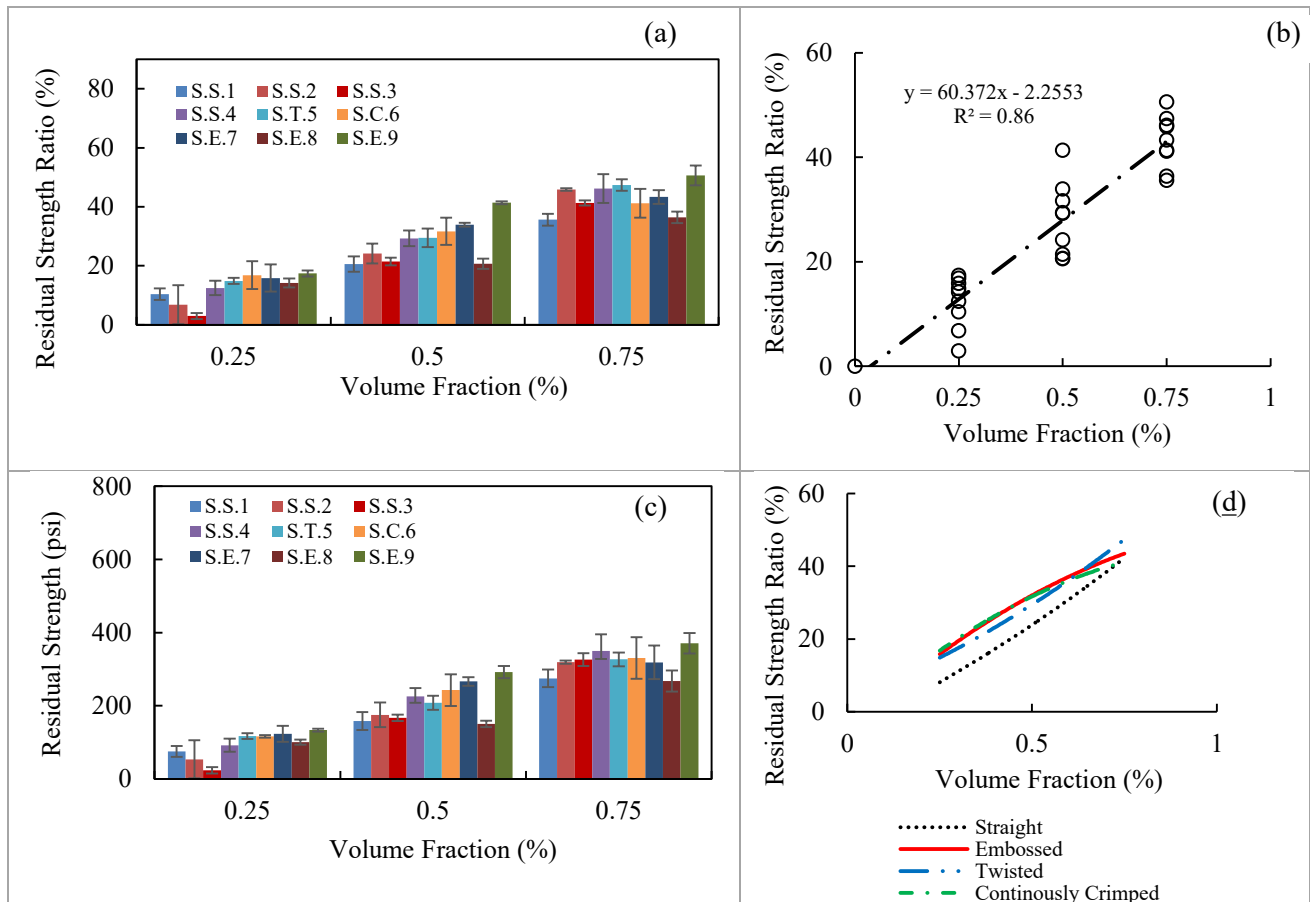 (a)
Residual Strength Ratio (%)
80
60
40
20
0
S.S.1 S.S.2 S.S.3
S.S.4 S.T.5 S.C.6
S.E.7 S.E.8 S.E.9
0.25 0.5 0.75
Volume Fraction (%)
(b)
Residual Strength Ratio (%)
60
40
20
0
y = 60.372x - 2.2553
R² = 0.86
0 0.25 0.5 0.75 1
Volume Fraction (%)
(c)
Residual Strength (psi)
800
600
400
200
0
S.S.1 S.S.2 S.S.3
S.S.4 S.T.5 S.C.6
S.E.7 S.E.8 S.E.9
0.25 0.5 0.75
Volume Fraction (%)
(d)
Residual Strength Ratio (%)
60
40
20
0
0 0.5 1
Volume Fraction (%)
Straight
Embossed
Twisted
Continously Crimped